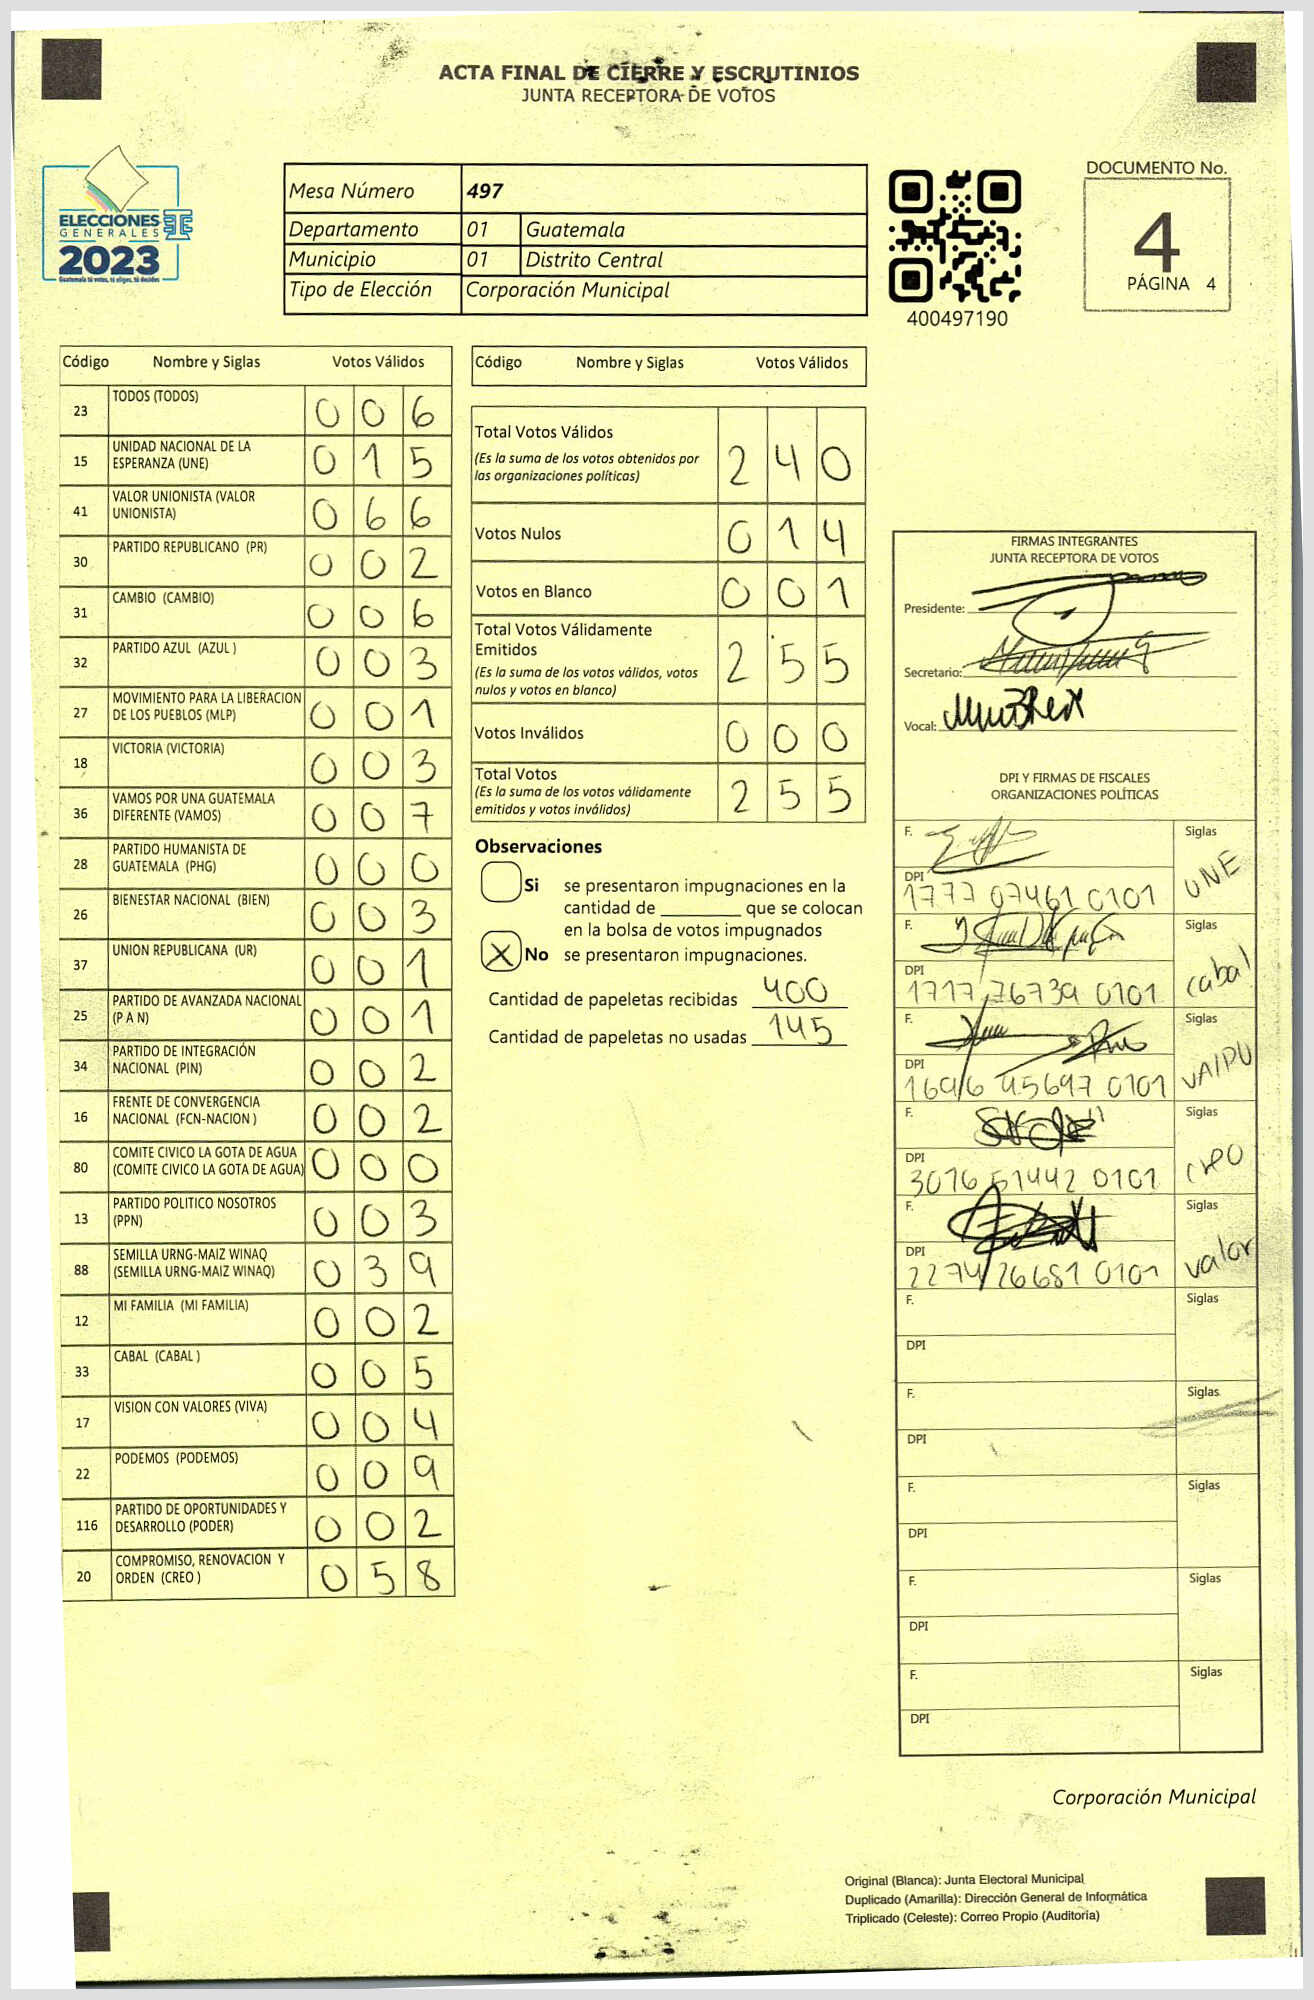 ACTA FINAL DE CIERRE Y ESCRUTINIOS
JUNTA RECEPTORA DE VOTOS
ELECCIONES
GENERALES
2023
Guatemala tú votas, tú eliges, tú decides
Mesa Número 497
Departamento 01 Guatemala
Municipio 01 Distrito Central
Tipo de Elección Corporación Municipal
400497190
DOCUMENTO No.
4
PÁGINA 4
Código Nombre y Siglas Votos Válidos
23 TODOS (TODOS) 0 0 6
15 UNIDAD NACIONAL DE LA ESPERANZA (UNE) 0 1 5
41 VALOR UNIONISTA (VALOR UNIONISTA) 0 6 6
30 PARTIDO REPUBLICANO (PR) 0 0 2
31 CAMBIO (CAMBIO) 0 0 6
32 PARTIDO AZUL (AZUL ) 0 0 3
27 MOVIMIENTO PARA LA LIBERACION DE LOS PUEBLOS (MLP) 0 0 1
18 VICTORIA (VICTORIA) 0 0 3
36 VAMOS POR UNA GUATEMALA DIFERENTE (VAMOS) 0 0 7
28 PARTIDO HUMANISTA DE GUATEMALA (PHG) 0 0 0
26 BIENESTAR NACIONAL (BIEN) 0 0 3
37 UNION REPUBLICANA (UR) 0 0 1
25 PARTIDO DE AVANZADA NACIONAL (P A N) 0 0 1
34 PARTIDO DE INTEGRACIÓN NACIONAL (PIN) 0 0 2
16 FRENTE DE CONVERGENCIA NACIONAL (FCN-NACION ) 0 0 2
80 COMITE CIVICO LA GOTA DE AGUA (COMITE CIVICO LA GOTA DE AGUA) 0 0 0
13 PARTIDO POLITICO NOSOTROS (PPN) 0 0 3
88 SEMILLA URNG-MAIZ WINAQ (SEMILLA URNG-MAIZ WINAQ) 0 3 9
12 MI FAMILIA (MI FAMILIA) 0 0 2
33 CABAL (CABAL ) 0 0 5
17 VISION CON VALORES (VIVA) 0 0 4
22 PODEMOS (PODEMOS) 0 0 9
116 PARTIDO DE OPORTUNIDADES Y DESARROLLO (PODER) 0 0 2
20 COMPROMISO, RENOVACION Y ORDEN (CREO ) 0 5 8
Código Nombre y Siglas Votos Válidos
Total Votos Válidos 2 4 0
(Es la suma de los votos obtenidos por
las organizaciones políticas)
Votos Nulos 0 1 4
Votos en Blanco 0 0 1
Total Votos Válidamente
Emitidos 2 5 5
(Es la suma de los votos válidos, votos
nulos y votos en blanco)
Votos Inválidos 0 0 0
Total Votos 2 5 5
(Es la suma de los votos válidamente
emitidos y votos inválidos)
Observaciones
Si se presentaron impugnaciones en la
cantidad de ________ que se colocan
en la bolsa de votos impugnados
X No se presentaron impugnaciones.
Cantidad de papeletas recibidas 400
Cantidad de papeletas no usadas 145
FIRMAS INTEGRANTES
JUNTA RECEPTORA DE VOTOS
Presidente:
Secretario:
Vocal:
DPI Y FIRMAS DE FISCALES
ORGANIZACIONES POLÍTICAS
F. Siglas UNE
DPI 1777 07461 0101
F. Siglas cabal
DPI 1717 76739 0101
F. Siglas
DPI 1696 45697 0101
F. Siglas creo
DPI 3016 51442 0101
F. Siglas valor
DPI 2274 26681 0101
F. Siglas
DPI
F. Siglas
DPI
F. Siglas
DPI
F. Siglas
DPI
F. Siglas
DPI
Corporación Municipal
Original (Blanca): Junta Electoral Municipal
Duplicado (Amarilla): Dirección General de Informática
Triplicado (Celeste): Correo Propio (Auditoría)